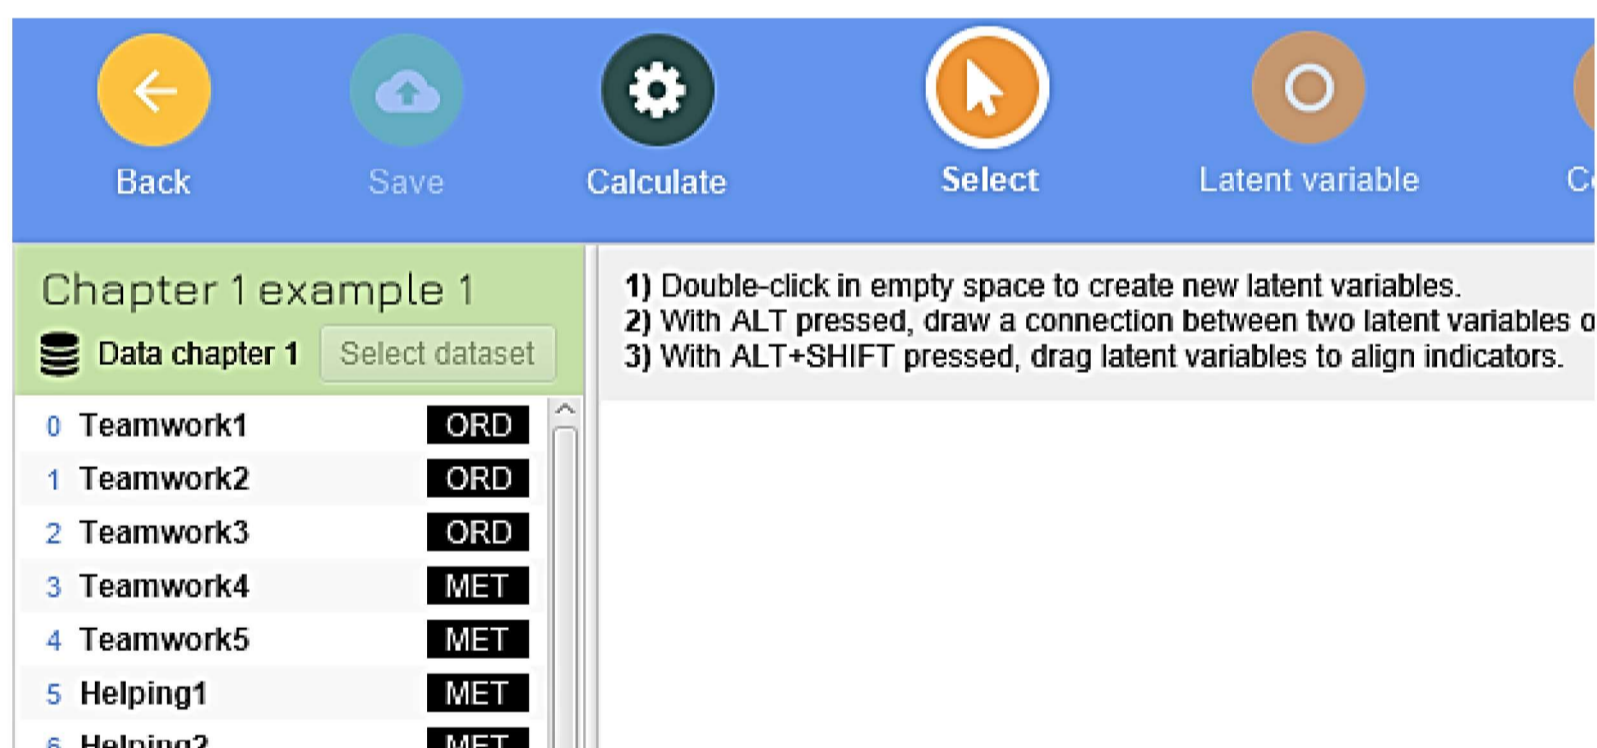 Back Save Calculate Select Latent variable
Chapter 1 example 1
Data chapter 1 Select dataset
1) Double-click in empty space to create new latent variables.
2) With ALT pressed, draw a connection between two latent variables
3) With ALT+SHIFT pressed, drag latent variables to align indicators.
0 Teamwork1 ORD
1 Teamwork2 ORD
2 Teamwork3 ORD
3 Teamwork4 MET
4 Teamwork5 MET
5 Helping1 MET
6 Helping2 MET